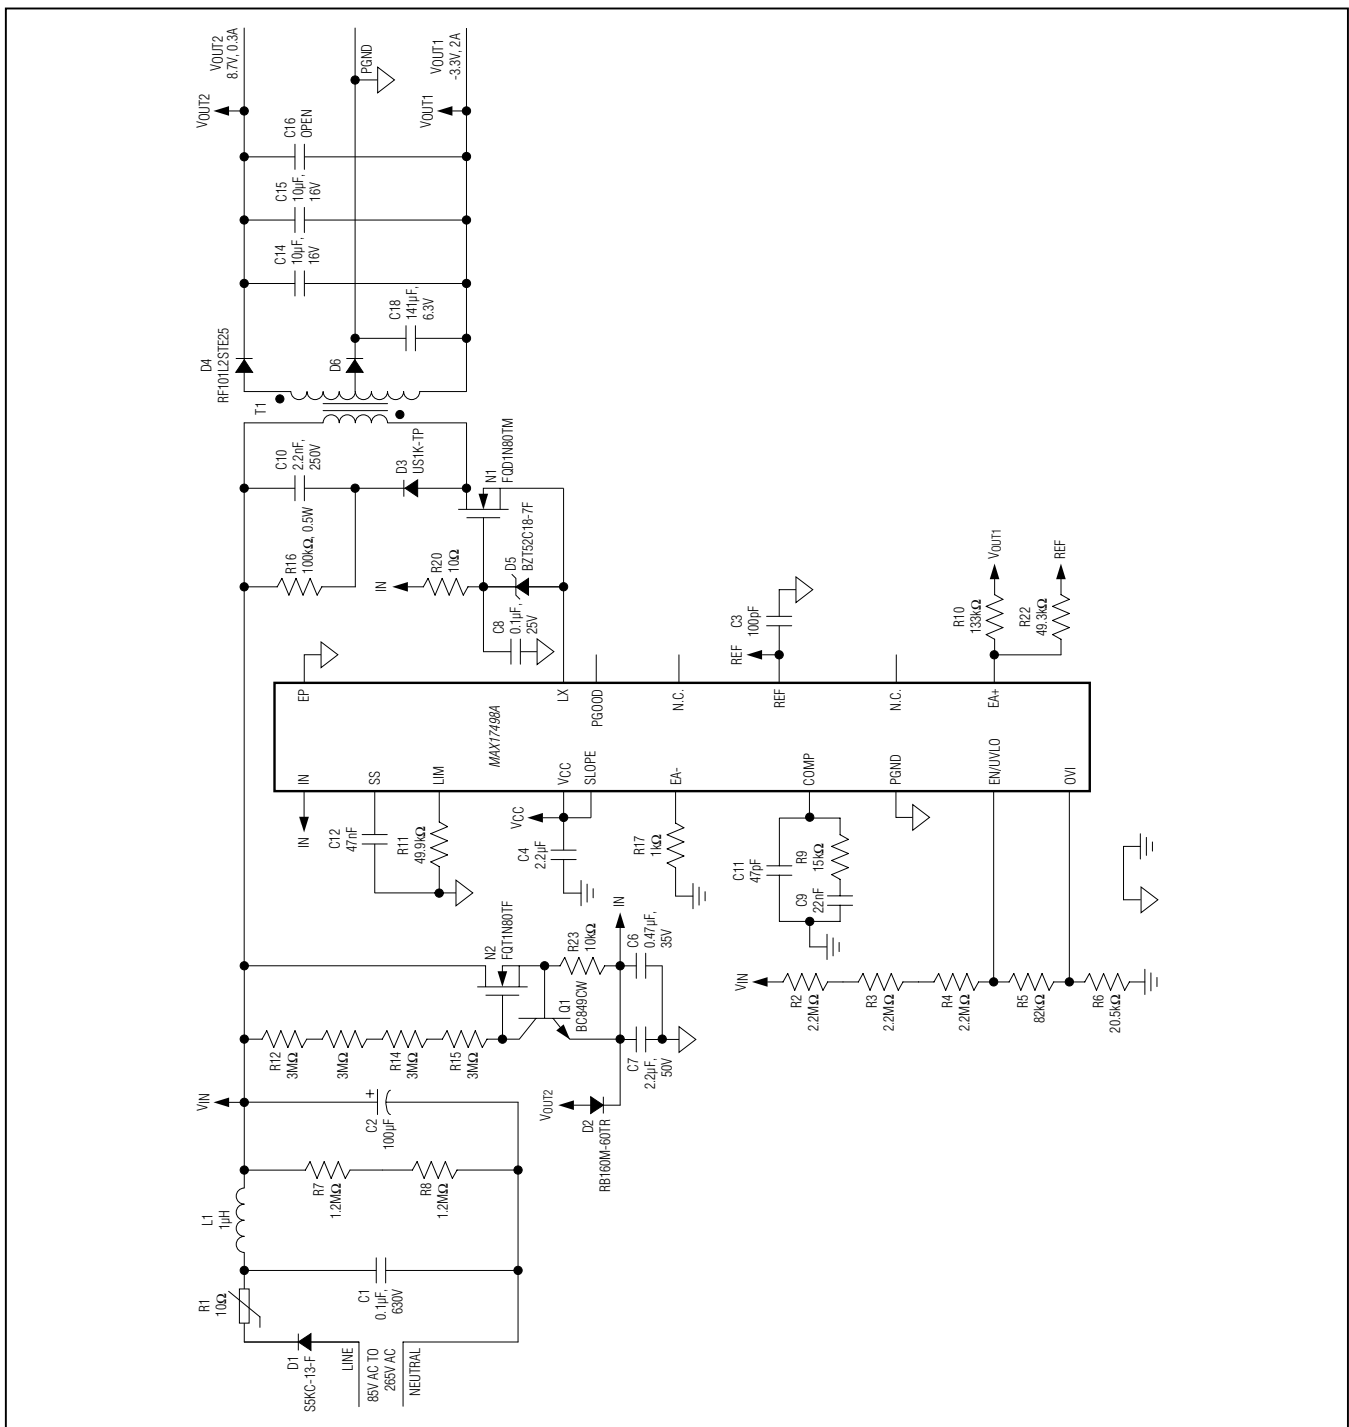 D1
S5KC-13-F
LINE
85V AC TO
265V AC
NEUTRAL
R1
10Ω
C1
0.1µF,
630V
L1
1µH
R7
1.2MΩ
R8
1.2MΩ
VIN
C2
100µF
+
R12
3MΩ
3MΩ
R14
3MΩ
R15
3MΩ
N2
FQT1N80TF
Q1
BC849CW
R23
10kΩ
VOUT2
D2
RB160M-60TR
C7
2.2µF,
50V
C6
0.47µF,
35V
IN
IN
C12
47nF
R11
49.9kΩ
VCC
C4
2.2µF
R17
1kΩ
C11
47pF
R9
15kΩ
C9
22nF
VIN
R2
2.2MΩ
R3
2.2MΩ
R4
2.2MΩ
R5
82kΩ
R6
20.5kΩ
IN
SS
LIM
VCC
SLOPE
EA-
COMP
PGND
EN/UVLO
OVI
MAX17498A
EP
LX
PGOOD
N.C.
REF
N.C.
EA+
C8
0.1µF,
25V
D5
BZT52C18-7F
IN
R20
10Ω
N1
FQD1N80TM
R16
100kΩ, 0.5W
C10
2.2nF,
250V
D3
US1K-TP
REF
C3
100pF
R10
133kΩ
VOUT1
R22
49.3kΩ
REF
T1
D4
RF101L2STE25
D6
C18
141µF,
6.3V
C14
10µF,
16V
C15
10µF,
16V
C16
OPEN
VOUT2
VOUT1
PGND
VOUT2
8.7V, 0.3A
VOUT1
-3.3V, 2A